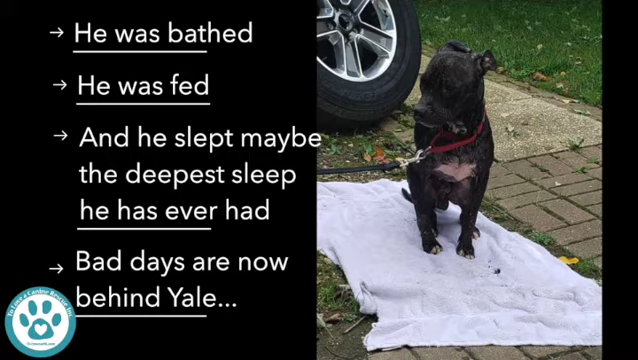 → He was bathed
→ He was fed
→ And he slept maybe
the deepest sleep
he has ever had
→ Bad days are now
behind Yale...